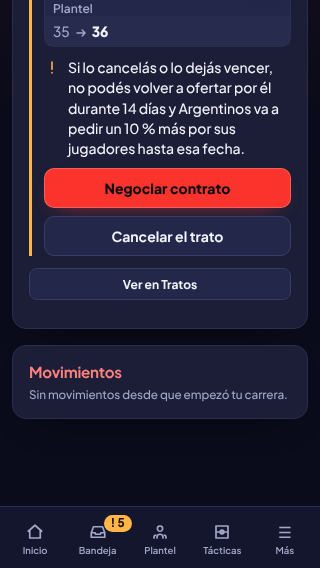 Plantel
35 → 36
! Si lo cancelás o lo dejás vencer,
no podés volver a ofertar por él
durante 14 días y Argentinos va a
pedir un 10 % más por sus
jugadores hasta esa fecha.
Negociar contrato
Cancelar el trato
Ver en Tratos
Movimientos
Sin movimientos desde que empezó tu carrera.
! 5
Inicio Bandeja Plantel Tácticas Más